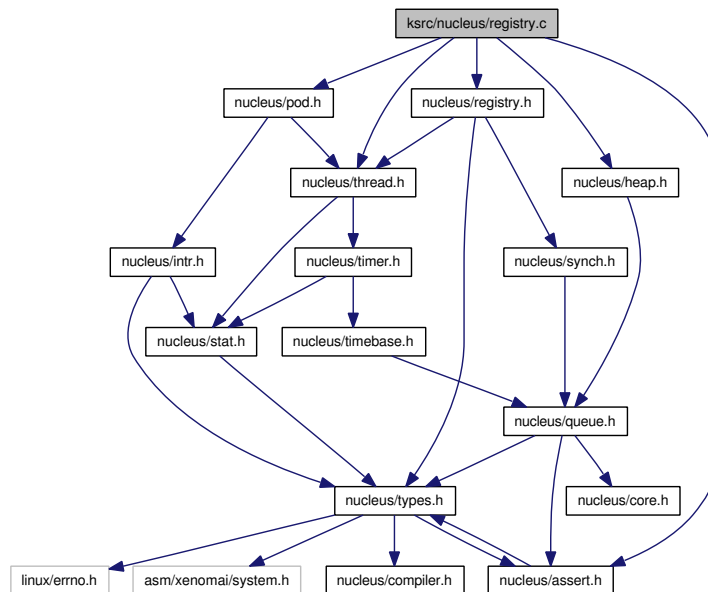 ksrc/nucleus/registry.c
nucleus/pod.h
nucleus/registry.h
nucleus/thread.h
nucleus/heap.h
nucleus/intr.h
nucleus/timer.h
nucleus/synch.h
nucleus/stat.h
nucleus/timebase.h
nucleus/queue.h
nucleus/types.h
nucleus/core.h
linux/errno.h
asm/xenomai/system.h
nucleus/compiler.h
nucleus/assert.h